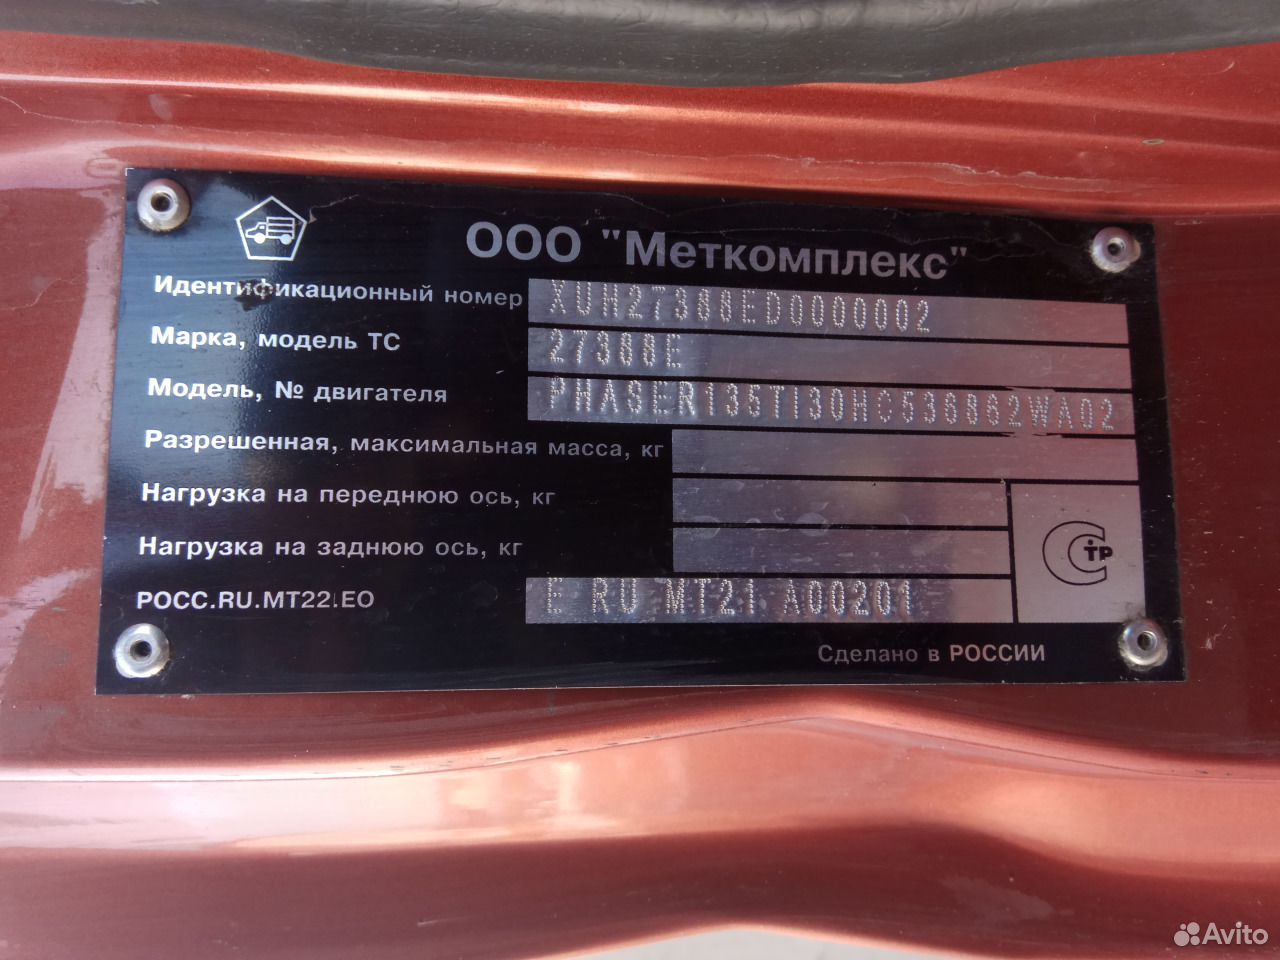 ООО "Меткомплекс"
Идентификационный номер XUH27388ED0000002
Марка, модель ТС 27388E
Модель, № двигателя PHASER135TI30HC536862WA02
Разрешенная, максимальная масса, кг
Нагрузка на переднюю ось, кг
Нагрузка на заднюю ось, кг
СТР
РОСС.RU.МТ22.ЕО E RU MT21 A00201
Сделано в РОССИИ
Avito